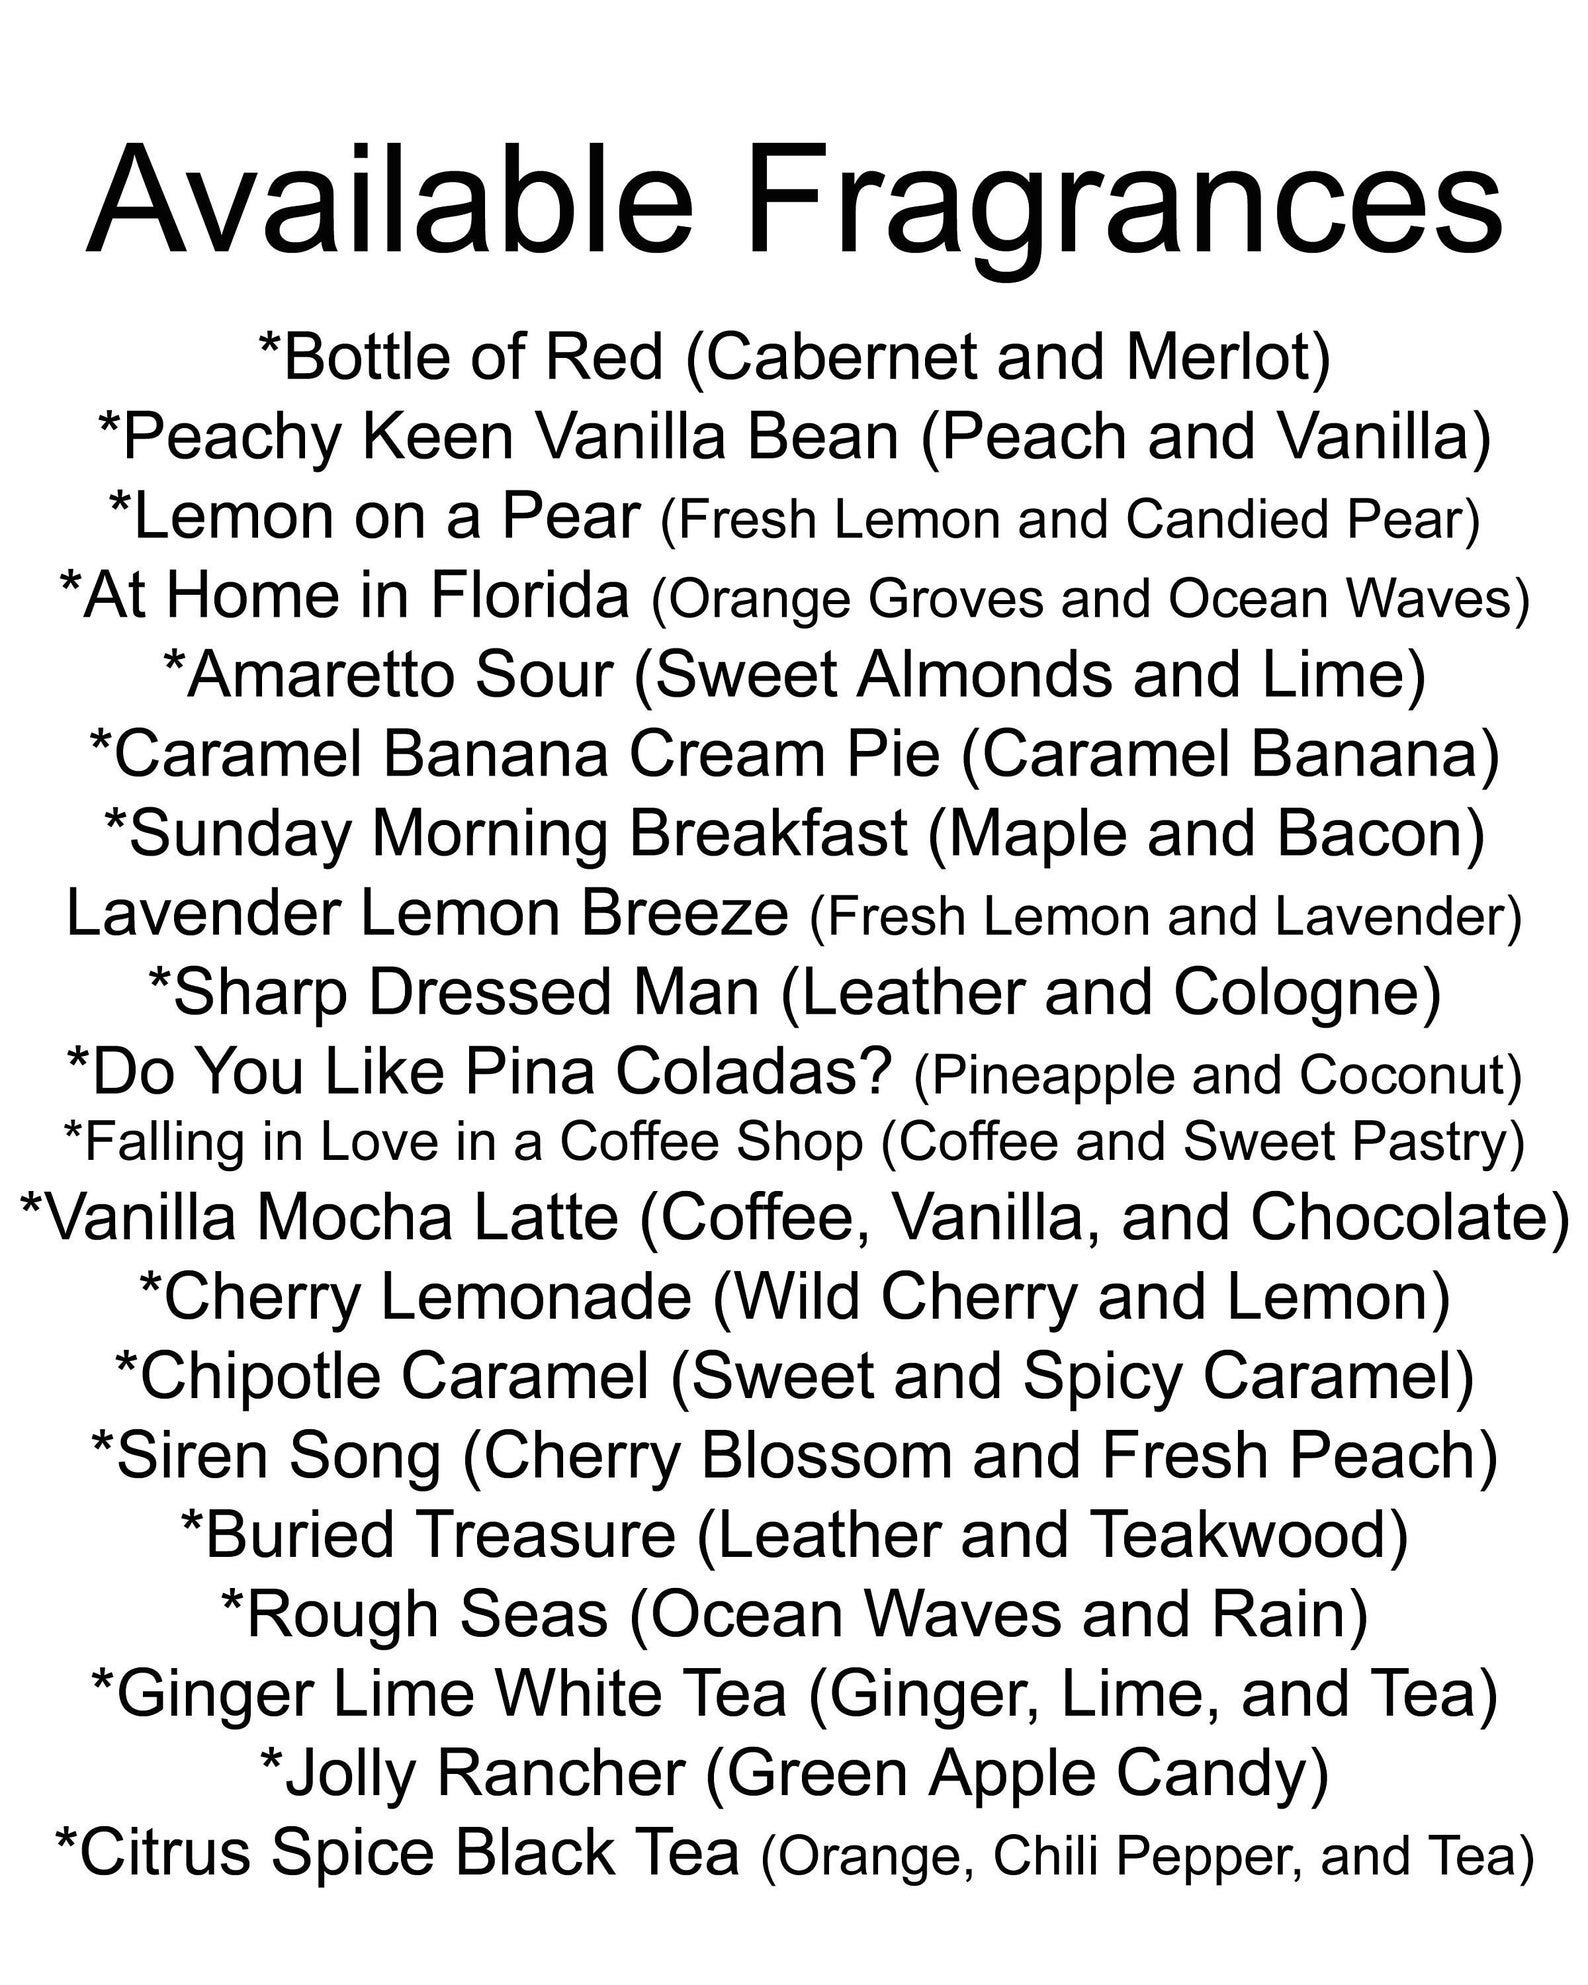 Available Fragrances
*Bottle of Red (Cabernet and Merlot)
*Peachy Keen Vanilla Bean (Peach and Vanilla)
*Lemon on a Pear (Fresh Lemon and Candied Pear)
*At Home in Florida (Orange Groves and Ocean Waves)
*Amaretto Sour (Sweet Almonds and Lime)
*Caramel Banana Cream Pie (Caramel Banana)
*Sunday Morning Breakfast (Maple and Bacon)
Lavender Lemon Breeze (Fresh Lemon and Lavender)
*Sharp Dressed Man (Leather and Cologne)
*Do You Like Pina Coladas? (Pineapple and Coconut)
*Falling in Love in a Coffee Shop (Coffee and Sweet Pastry)
*Vanilla Mocha Latte (Coffee, Vanilla, and Chocolate)
*Cherry Lemonade (Wild Cherry and Lemon)
*Chipotle Caramel (Sweet and Spicy Caramel)
*Siren Song (Cherry Blossom and Fresh Peach)
*Buried Treasure (Leather and Teakwood)
*Rough Seas (Ocean Waves and Rain)
*Ginger Lime White Tea (Ginger, Lime, and Tea)
*Jolly Rancher (Green Apple Candy)
*Citrus Spice Black Tea (Orange, Chili Pepper, and Tea)